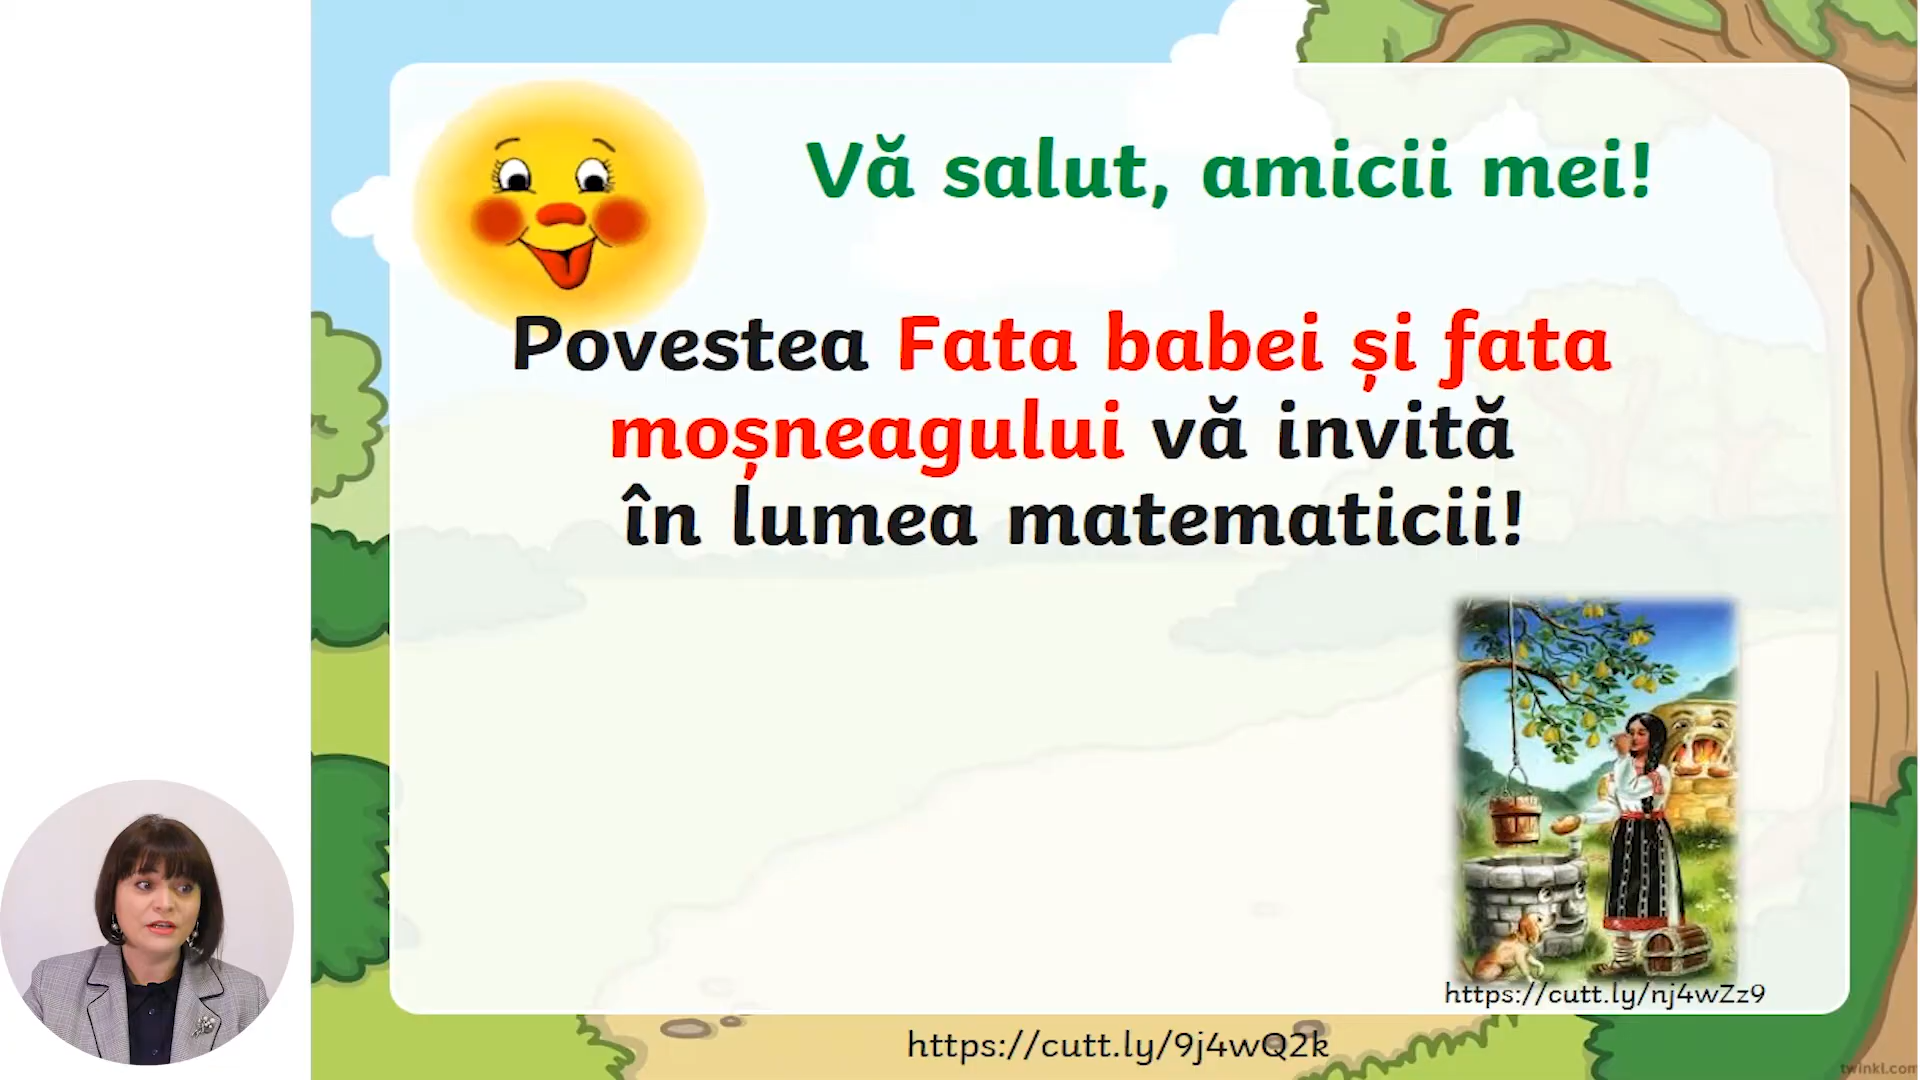 Vă salut, amicii mei!
Povestea Fata babei și fata
moșneagului vă invită
în lumea matematicii!
https://cutt.ly/nj4wZz9
https://cutt.ly/9j4wQ2k
twinkl.com